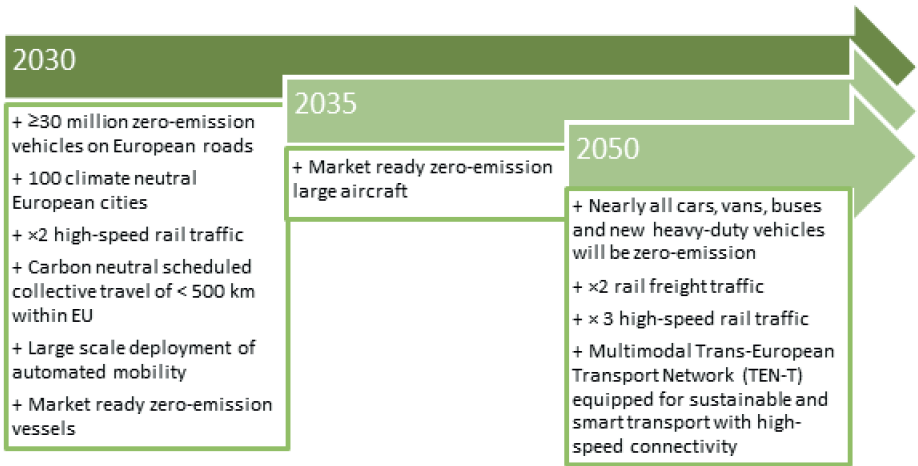 2030
+ ≥30 million zero-emission
vehicles on European roads
+ 100 climate neutral
European cities
+ ×2 high-speed rail traffic
+ Carbon neutral scheduled
collective travel of < 500 km
within EU
+ Large scale deployment of
automated mobility
+ Market ready zero-emission
vessels
2035
+ Market ready zero-emission
large aircraft
2050
+ Nearly all cars, vans, buses
and new heavy-duty vehicles
will be zero-emission
+ ×2 rail freight traffic
+ × 3 high-speed rail traffic
+ Multimodal Trans-European
Transport Network (TEN-T)
equipped for sustainable and
smart transport with high-
speed connectivity